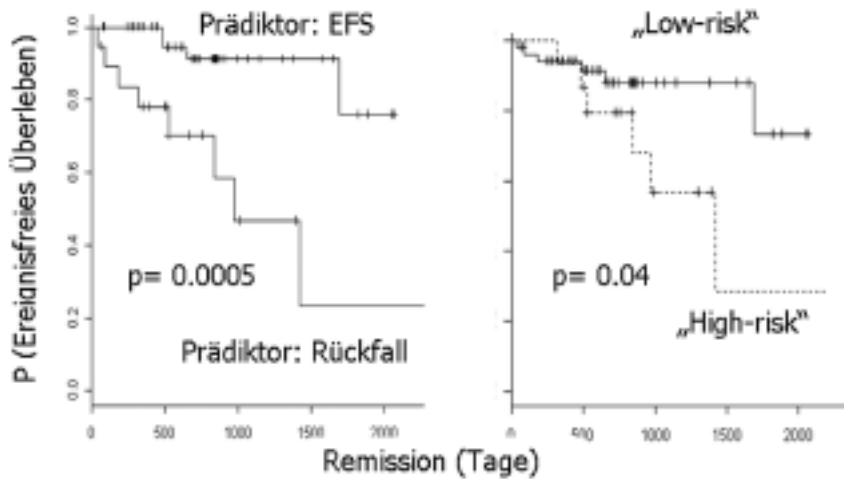 Prädiktor: EFS
p= 0.0005
Prädiktor: Rückfall
P (Ereignisfreies Überleben)
1.0
0.8
0.6
0.4
0.2
0.0
0 500 1000 1500 2000
„Low-risk"
p= 0.04
„High-risk"
0 500 1000 1500 2000
Remission (Tage)